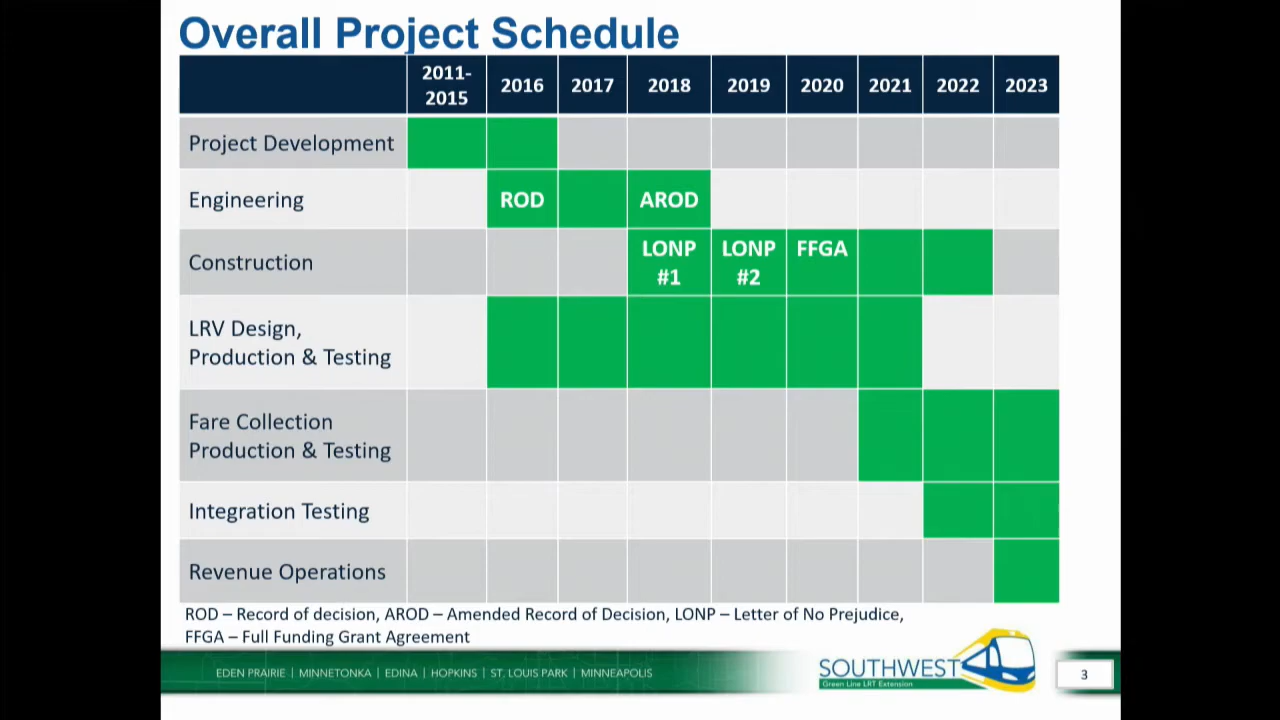 Overall Project Schedule
2011-
2015
2016
2017
2018
2019
2020
2021
2022
2023
Project Development
Engineering
ROD
AROD
Construction
LONP
#1
LONP
#2
FFGA
LRV Design,
Production & Testing
Fare Collection
Production & Testing
Integration Testing
Revenue Operations
ROD – Record of decision, AROD – Amended Record of Decision, LONP – Letter of No Prejudice,
FFGA – Full Funding Grant Agreement
EDEN PRAIRIE | MINNETONKA | EDINA | HOPKINS | ST. LOUIS PARK | MINNEAPOLIS
SOUTHWEST
Green Line LRT Extension
3